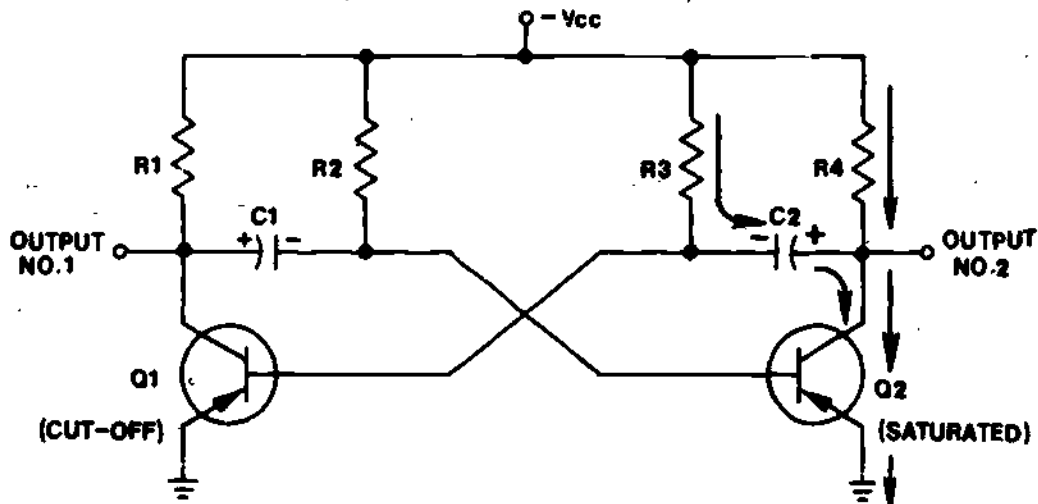 -Vcc
R1
R2
R3
R4
C1
C2
+ -
- +
OUTPUT
NO.1
OUTPUT
NO.2
Q1
Q2
(CUT-OFF)
(SATURATED)